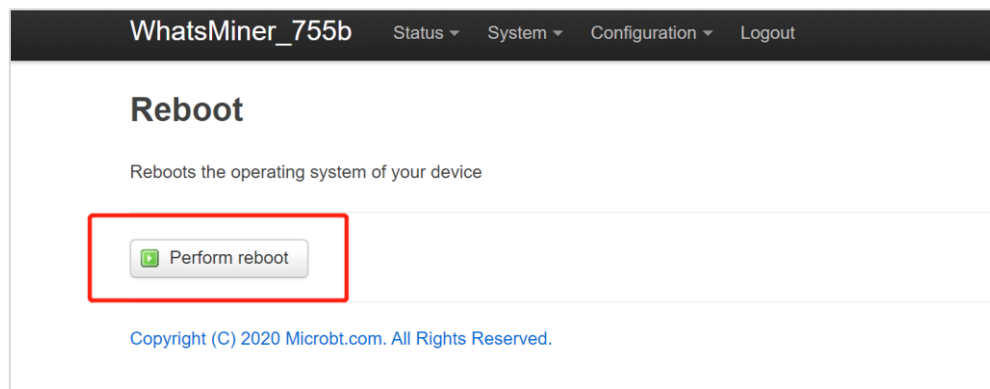 WhatsMiner_755b Status System Configuration Logout
Reboot
Reboots the operating system of your device
Perform reboot
Copyright (C) 2020 Microbt.com. All Rights Reserved.